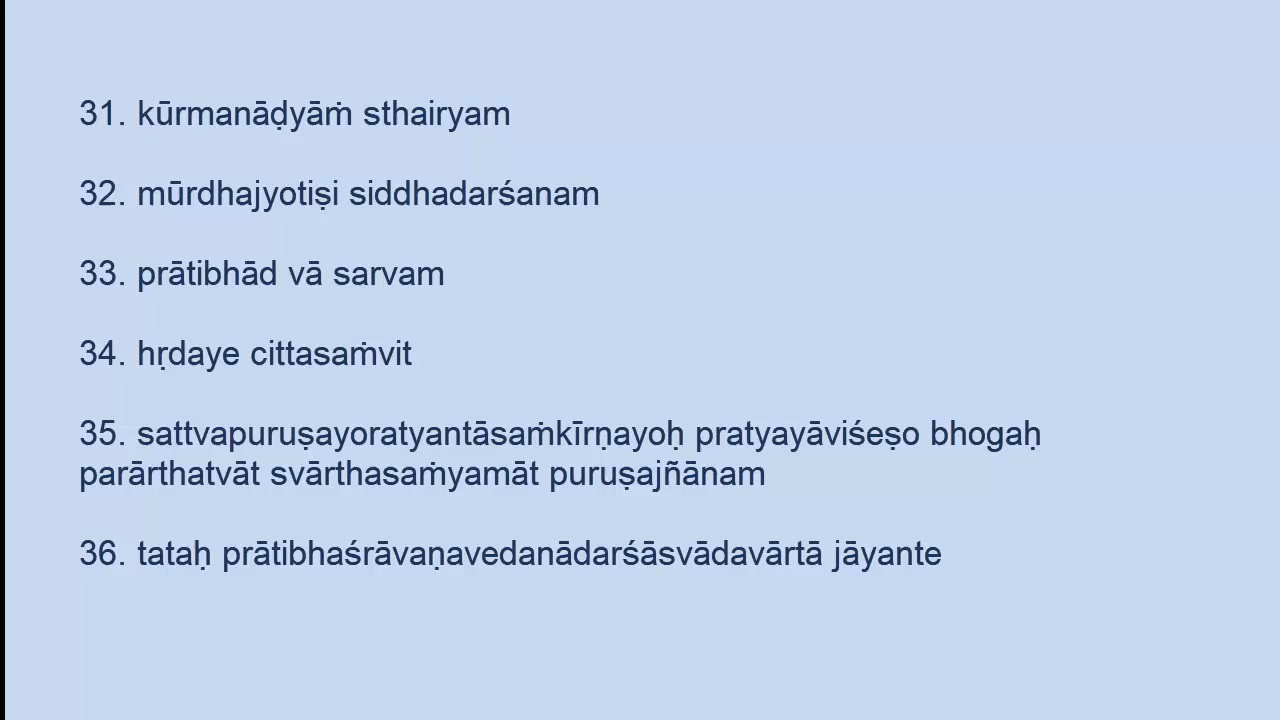 31. kūrmanāḍyāṁ sthairyam
32. mūrdhajyotiṣi siddhadarśanam
33. prātibhād vā sarvam
34. hṛdaye cittasaṁvit
35. sattvapuruṣayoratyantāsaṁkīrṇayoḥ pratyayāviśeṣo bhogaḥ
parārthatvāt svārthasaṁyamāt puruṣajñānam
36. tataḥ prātibhaśrāvaṇavedanādarśāsvādavārtā jāyante